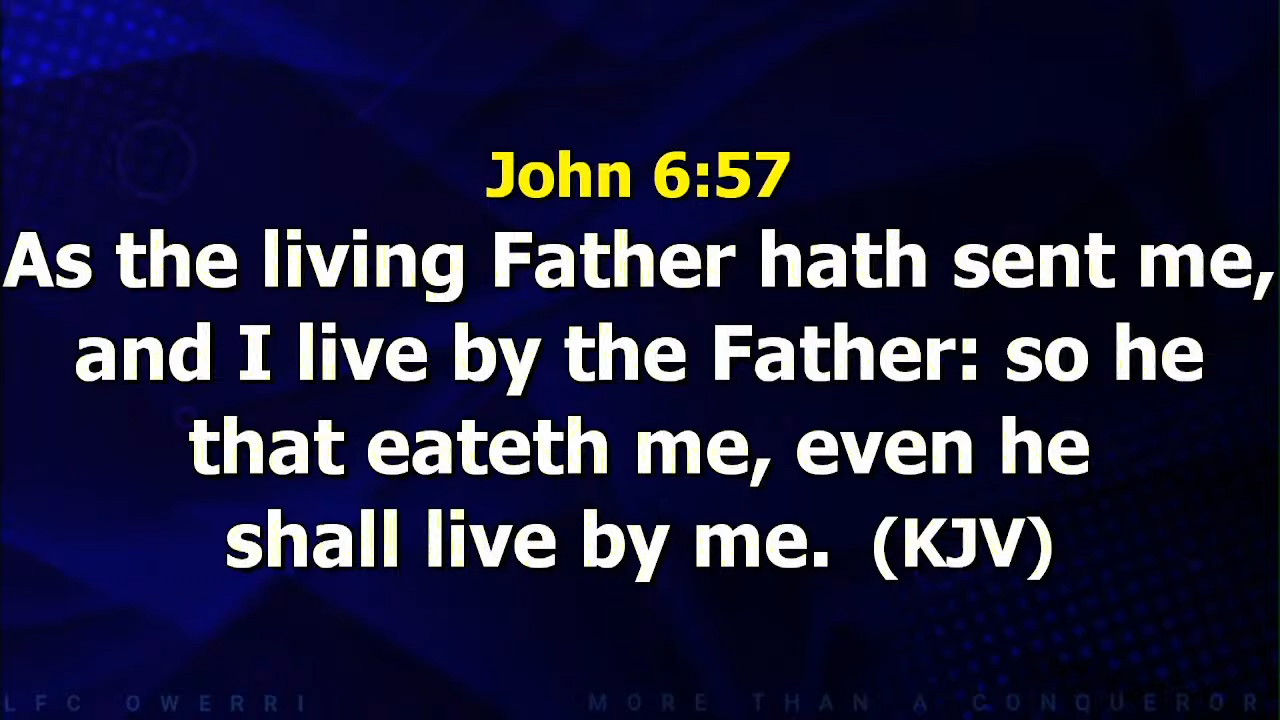 John 6:57
As the living Father hath sent me,
and I live by the Father: so he
that eateth me, even he
shall live by me. (KJV)
LFC OWERRI MORE THAN A CONQUEROR